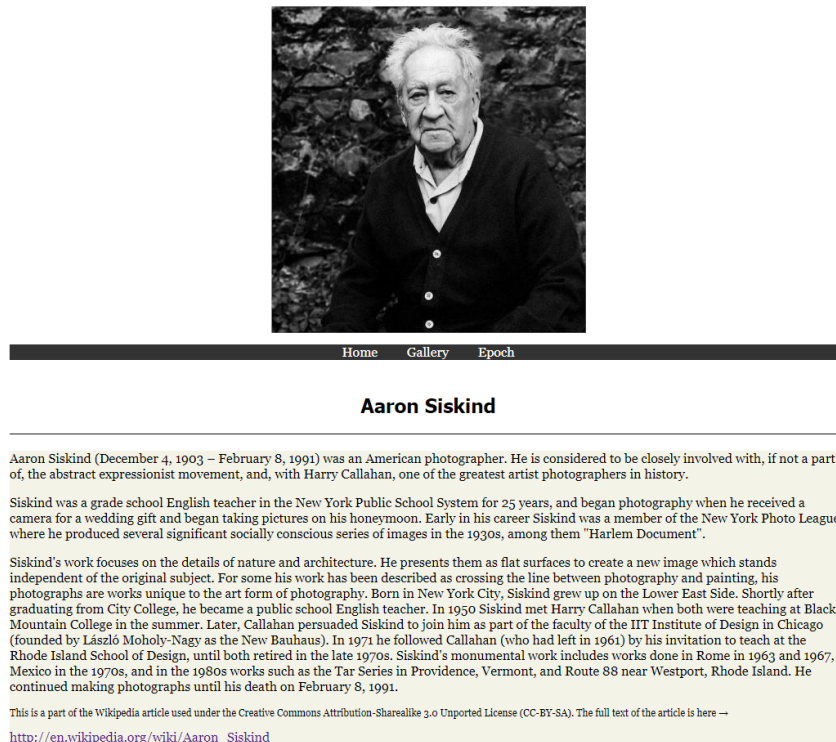 Home Gallery Epoch
Aaron Siskind
Aaron Siskind (December 4, 1903 – February 8, 1991) was an American photographer. He is considered to be closely involved with, if not a part
of, the abstract expressionist movement, and, with Harry Callahan, one of the greatest artist photographers in history.
Siskind was a grade school English teacher in the New York Public School System for 25 years, and began photography when he received a
camera for a wedding gift and began taking pictures on his honeymoon. Early in his career Siskind was a member of the New York Photo League
where he produced several significant socially conscious series of images in the 1930s, among them "Harlem Document".
Siskind's work focuses on the details of nature and architecture. He presents them as flat surfaces to create a new image which stands
independent of the original subject. For some his work has been described as crossing the line between photography and painting, his
photographs are works unique to the art form of photography. Born in New York City, Siskind grew up on the Lower East Side. Shortly after
graduating from City College, he became a public school English teacher. In 1950 Siskind met Harry Callahan when both were teaching at Black
Mountain College in the summer. Later, Callahan persuaded Siskind to join him as part of the faculty of the IIT Institute of Design in Chicago
(founded by László Moholy-Nagy as the New Bauhaus). In 1971 he followed Callahan (who had left in 1961) by his invitation to teach at the
Rhode Island School of Design, until both retired in the late 1970s. Siskind's monumental work includes works done in Rome in 1963 and 1967,
Mexico in the 1970s, and in the 1980s works such as the Tar Series in Providence, Vermont, and Route 88 near Westport, Rhode Island. He
continued making photographs until his death on February 8, 1991.
This is a part of the Wikipedia article used under the Creative Commons Attribution-Sharealike 3.0 Unported License (CC-BY-SA). The full text of the article is here →
http://en.wikipedia.org/wiki/Aaron_Siskind